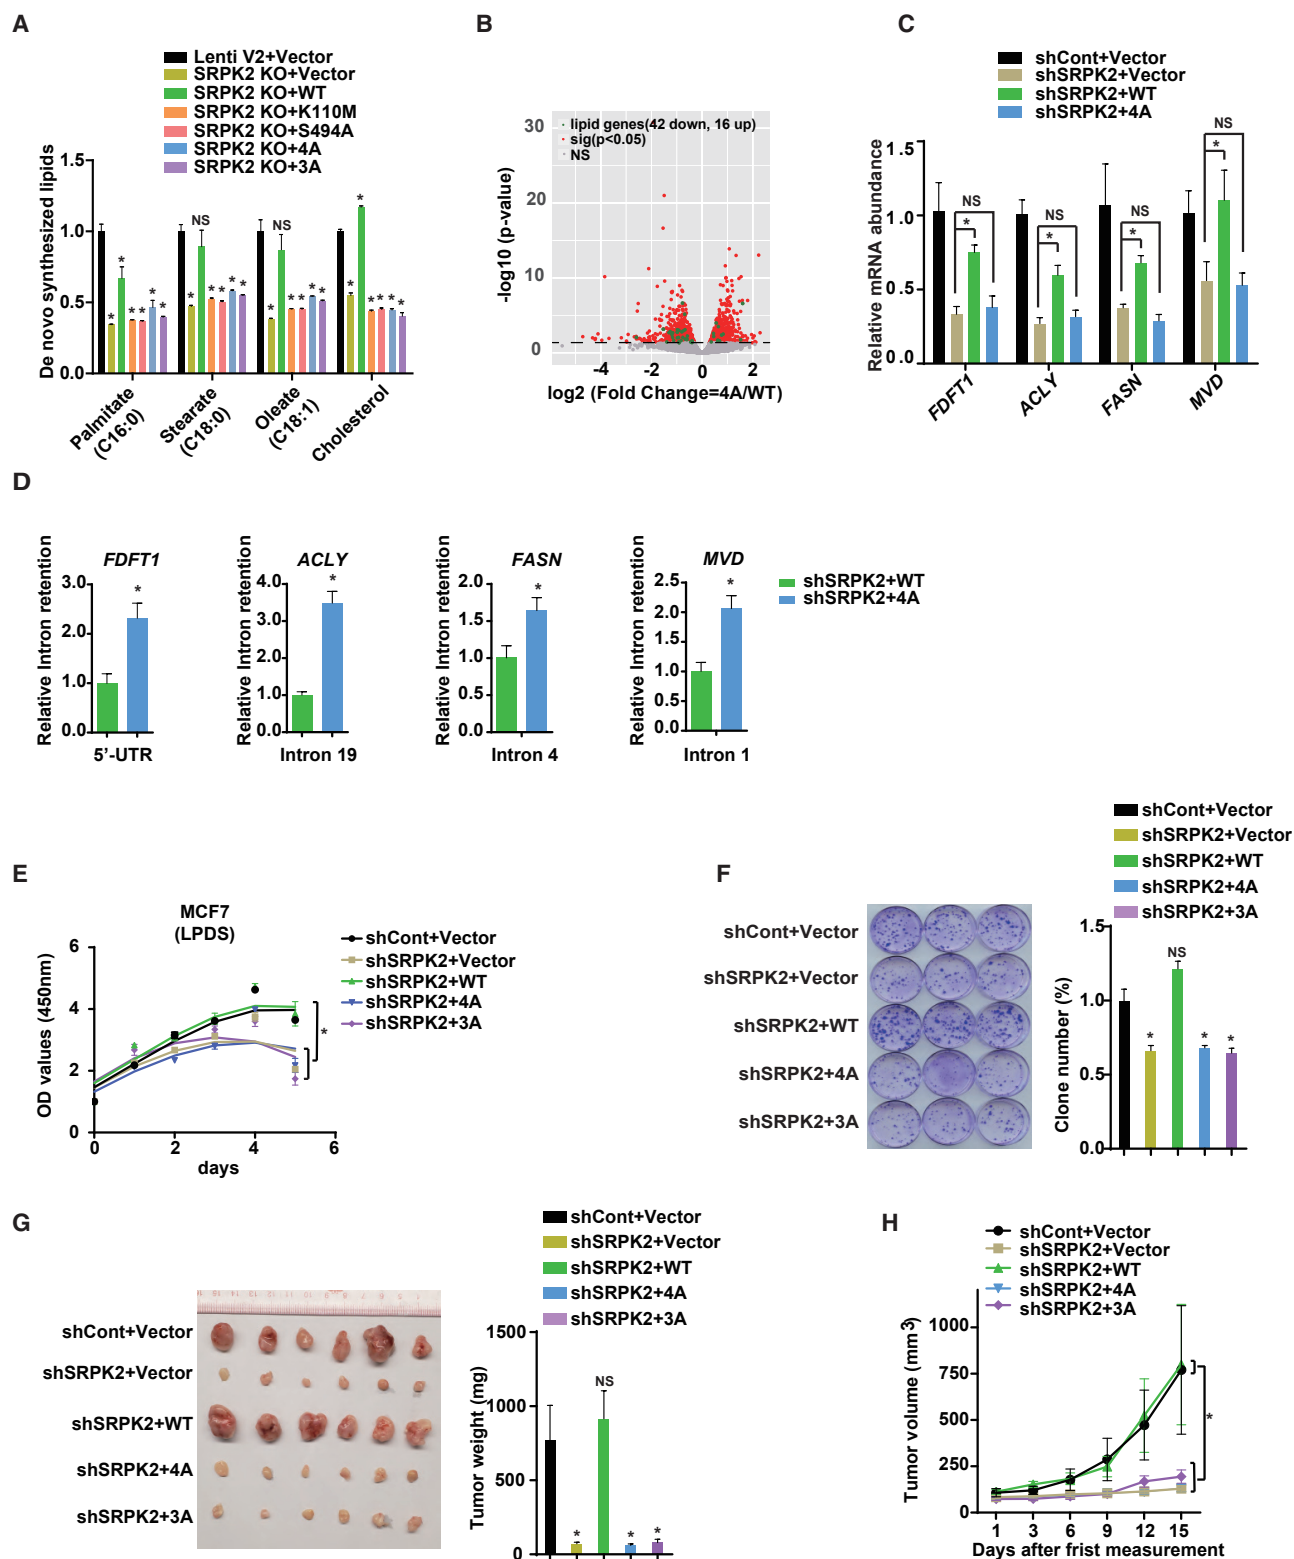 A
Lenti V2+Vector
SRPK2 KO+Vector
SRPK2 KO+WT
SRPK2 KO+K110M
SRPK2 KO+S494A
SRPK2 KO+4A
SRPK2 KO+3A
De novo synthesized lipids
1.5
1.0
0.5
0.0
* * NS * * * * * NS * * * * * * * * * * * *
Palmitate
(C16:0)
Stearate
(C18:0)
Oleate
(C18:1)
Cholesterol
B
lipid genes(42 down, 16 up)
sig(p<0.05)
NS
-log10 (p-value)
30
20
10
0
-4 -2 0 2
log2 (Fold Change=4A/WT)
C
shCont+Vector
shSRPK2+Vector
shSRPK2+WT
shSRPK2+4A
Relative mRNA abundance
1.5
1.0
0.5
0.0
NS
*
NS
*
NS
*
NS
*
FDFT1 ACLY FASN MVD
D
FDFT1
Relative Intron retention
3.0
2.0
1.0
0.0
*
5'-UTR
ACLY
Relative Intron retention
4.0
3.0
2.0
1.0
0.0
*
Intron 19
FASN
Relative Intron retention
2.0
1.5
1.0
0.5
0.0
*
Intron 4
MVD
Relative Intron retention
2.5
2.0
1.5
1.0
0.5
0.0
*
Intron 1
shSRPK2+WT
shSRPK2+4A
E
MCF7
(LPDS)
OD values (450nm)
6
4
2
0
0 2 4 6
days
shCont+Vector
shSRPK2+Vector
shSRPK2+WT
shSRPK2+4A
shSRPK2+3A
*
F
shCont+Vector
shSRPK2+Vector
shSRPK2+WT
shSRPK2+4A
shSRPK2+3A
shCont+Vector
shSRPK2+Vector
shSRPK2+WT
shSRPK2+4A
shSRPK2+3A
Clone number (%)
1.5
1.0
0.5
0.0
* NS * *
G
shCont+Vector
shSRPK2+Vector
shSRPK2+WT
shSRPK2+4A
shSRPK2+3A
shCont+Vector
shSRPK2+Vector
shSRPK2+WT
shSRPK2+4A
shSRPK2+3A
Tumor weight (mg)
1500
1000
500
0
* NS * *
H
shCont+Vector
shSRPK2+Vector
shSRPK2+WT
shSRPK2+4A
shSRPK2+3A
Tumor volume (mm3)
1000
750
500
250
0
*
1 3 6 9 12 15
Days after frist measurement